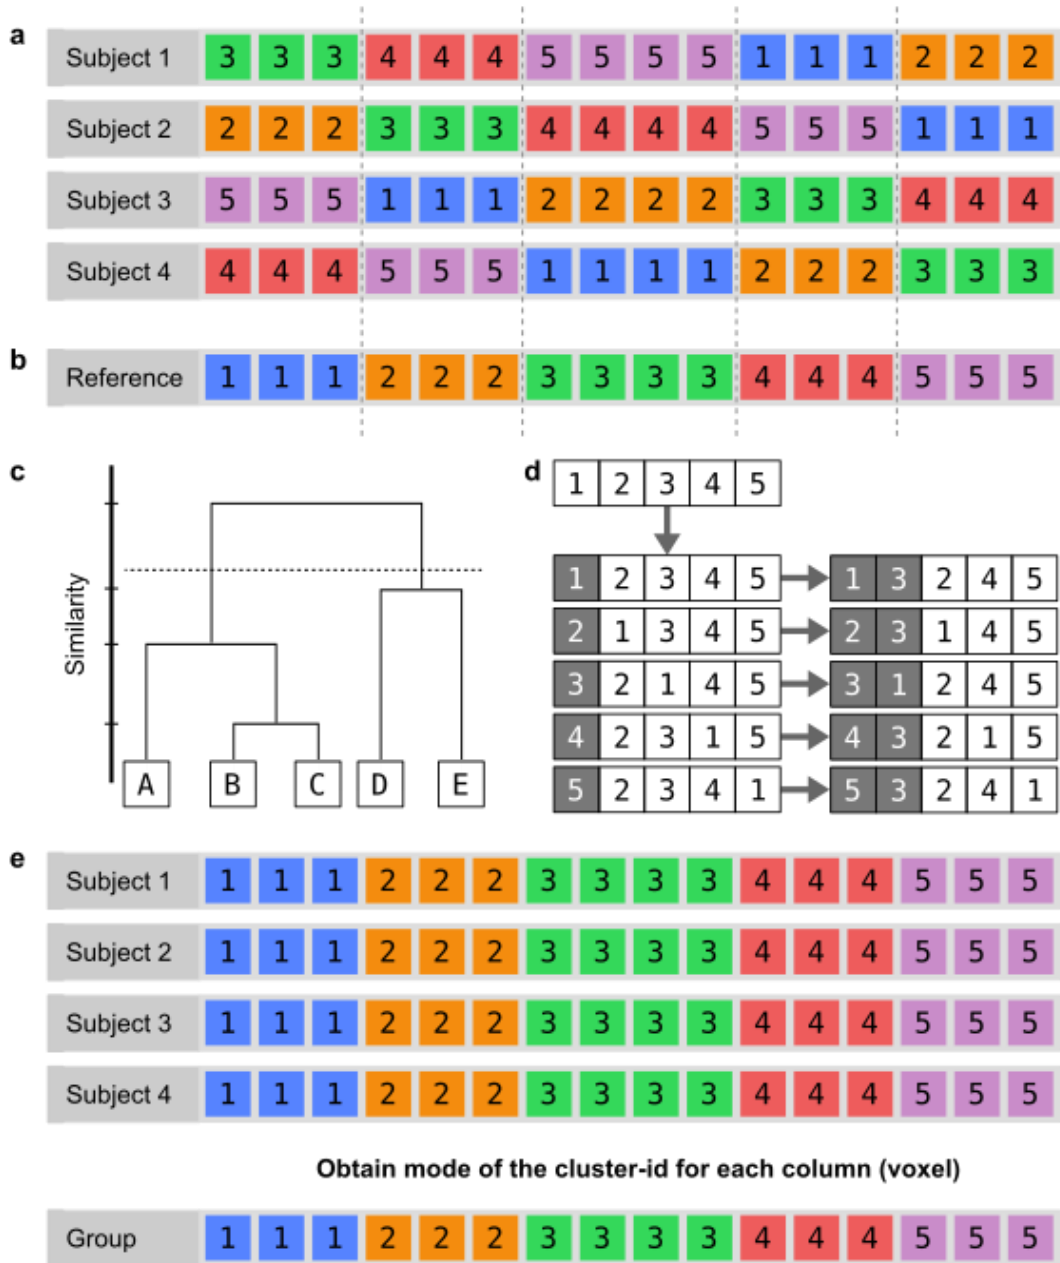 a
Subject 1 3 3 3 4 4 4 5 5 5 5 1 1 1 2 2 2
Subject 2 2 2 2 3 3 3 4 4 4 4 5 5 5 1 1 1
Subject 3 5 5 5 1 1 1 2 2 2 2 3 3 3 4 4 4
Subject 4 4 4 4 5 5 5 1 1 1 1 2 2 2 3 3 3
b
Reference 1 1 1 2 2 2 3 3 3 3 4 4 4 5 5 5
c
Similarity
A B C D E
d
1 2 3 4 5
1 2 3 4 5 1 3 2 4 5
2 1 3 4 5 2 3 1 4 5
3 2 1 4 5 3 1 2 4 5
4 2 3 1 5 4 3 2 1 5
5 2 3 4 1 5 3 2 4 1
e
Subject 1 1 1 1 2 2 2 3 3 3 3 4 4 4 5 5 5
Subject 2 1 1 1 2 2 2 3 3 3 3 4 4 4 5 5 5
Subject 3 1 1 1 2 2 2 3 3 3 3 4 4 4 5 5 5
Subject 4 1 1 1 2 2 2 3 3 3 3 4 4 4 5 5 5
Obtain mode of the cluster-id for each column (voxel)
Group 1 1 1 2 2 2 3 3 3 3 4 4 4 5 5 5